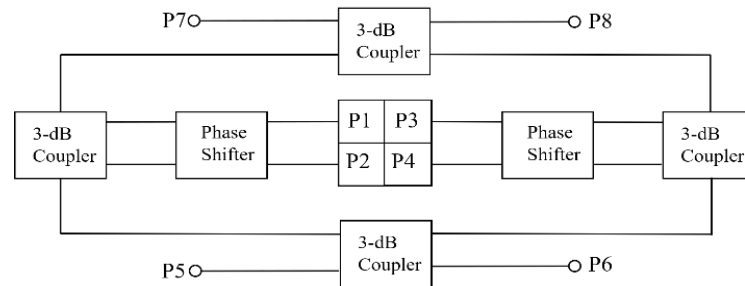 P7
3-dB
Coupler
P8
3-dB
Coupler
Phase
Shifter
P1 P3
P2 P4
Phase
Shifter
3-dB
Coupler
P5
3-dB
Coupler
P6